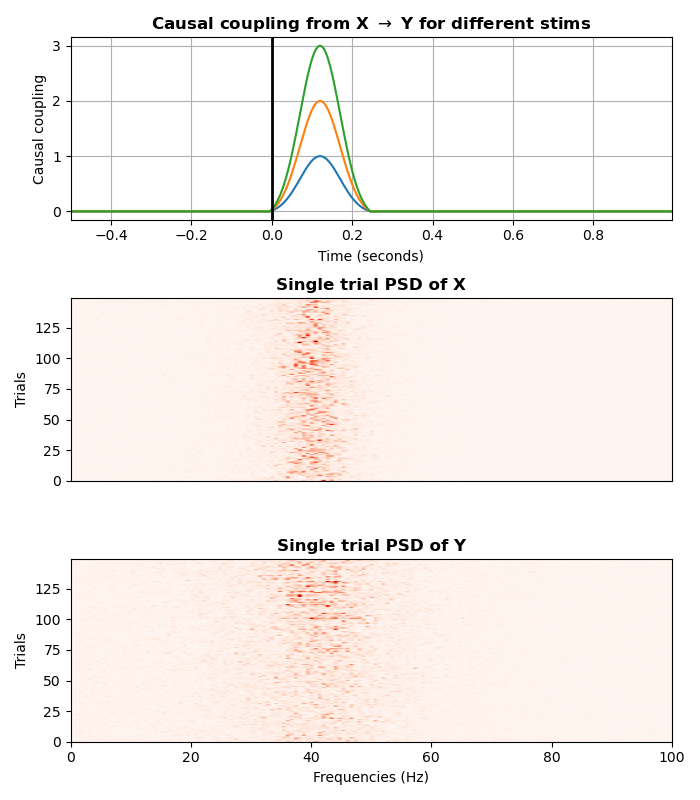 Causal coupling from X → Y for different stims
Causal coupling
3
2
1
0
−0.4 −0.2 0.0 0.2 0.4 0.6 0.8
Time (seconds)
Single trial PSD of X
Trials
125
100
75
50
25
0
Single trial PSD of Y
Trials
125
100
75
50
25
0
0 20 40 60 80 100
Frequencies (Hz)